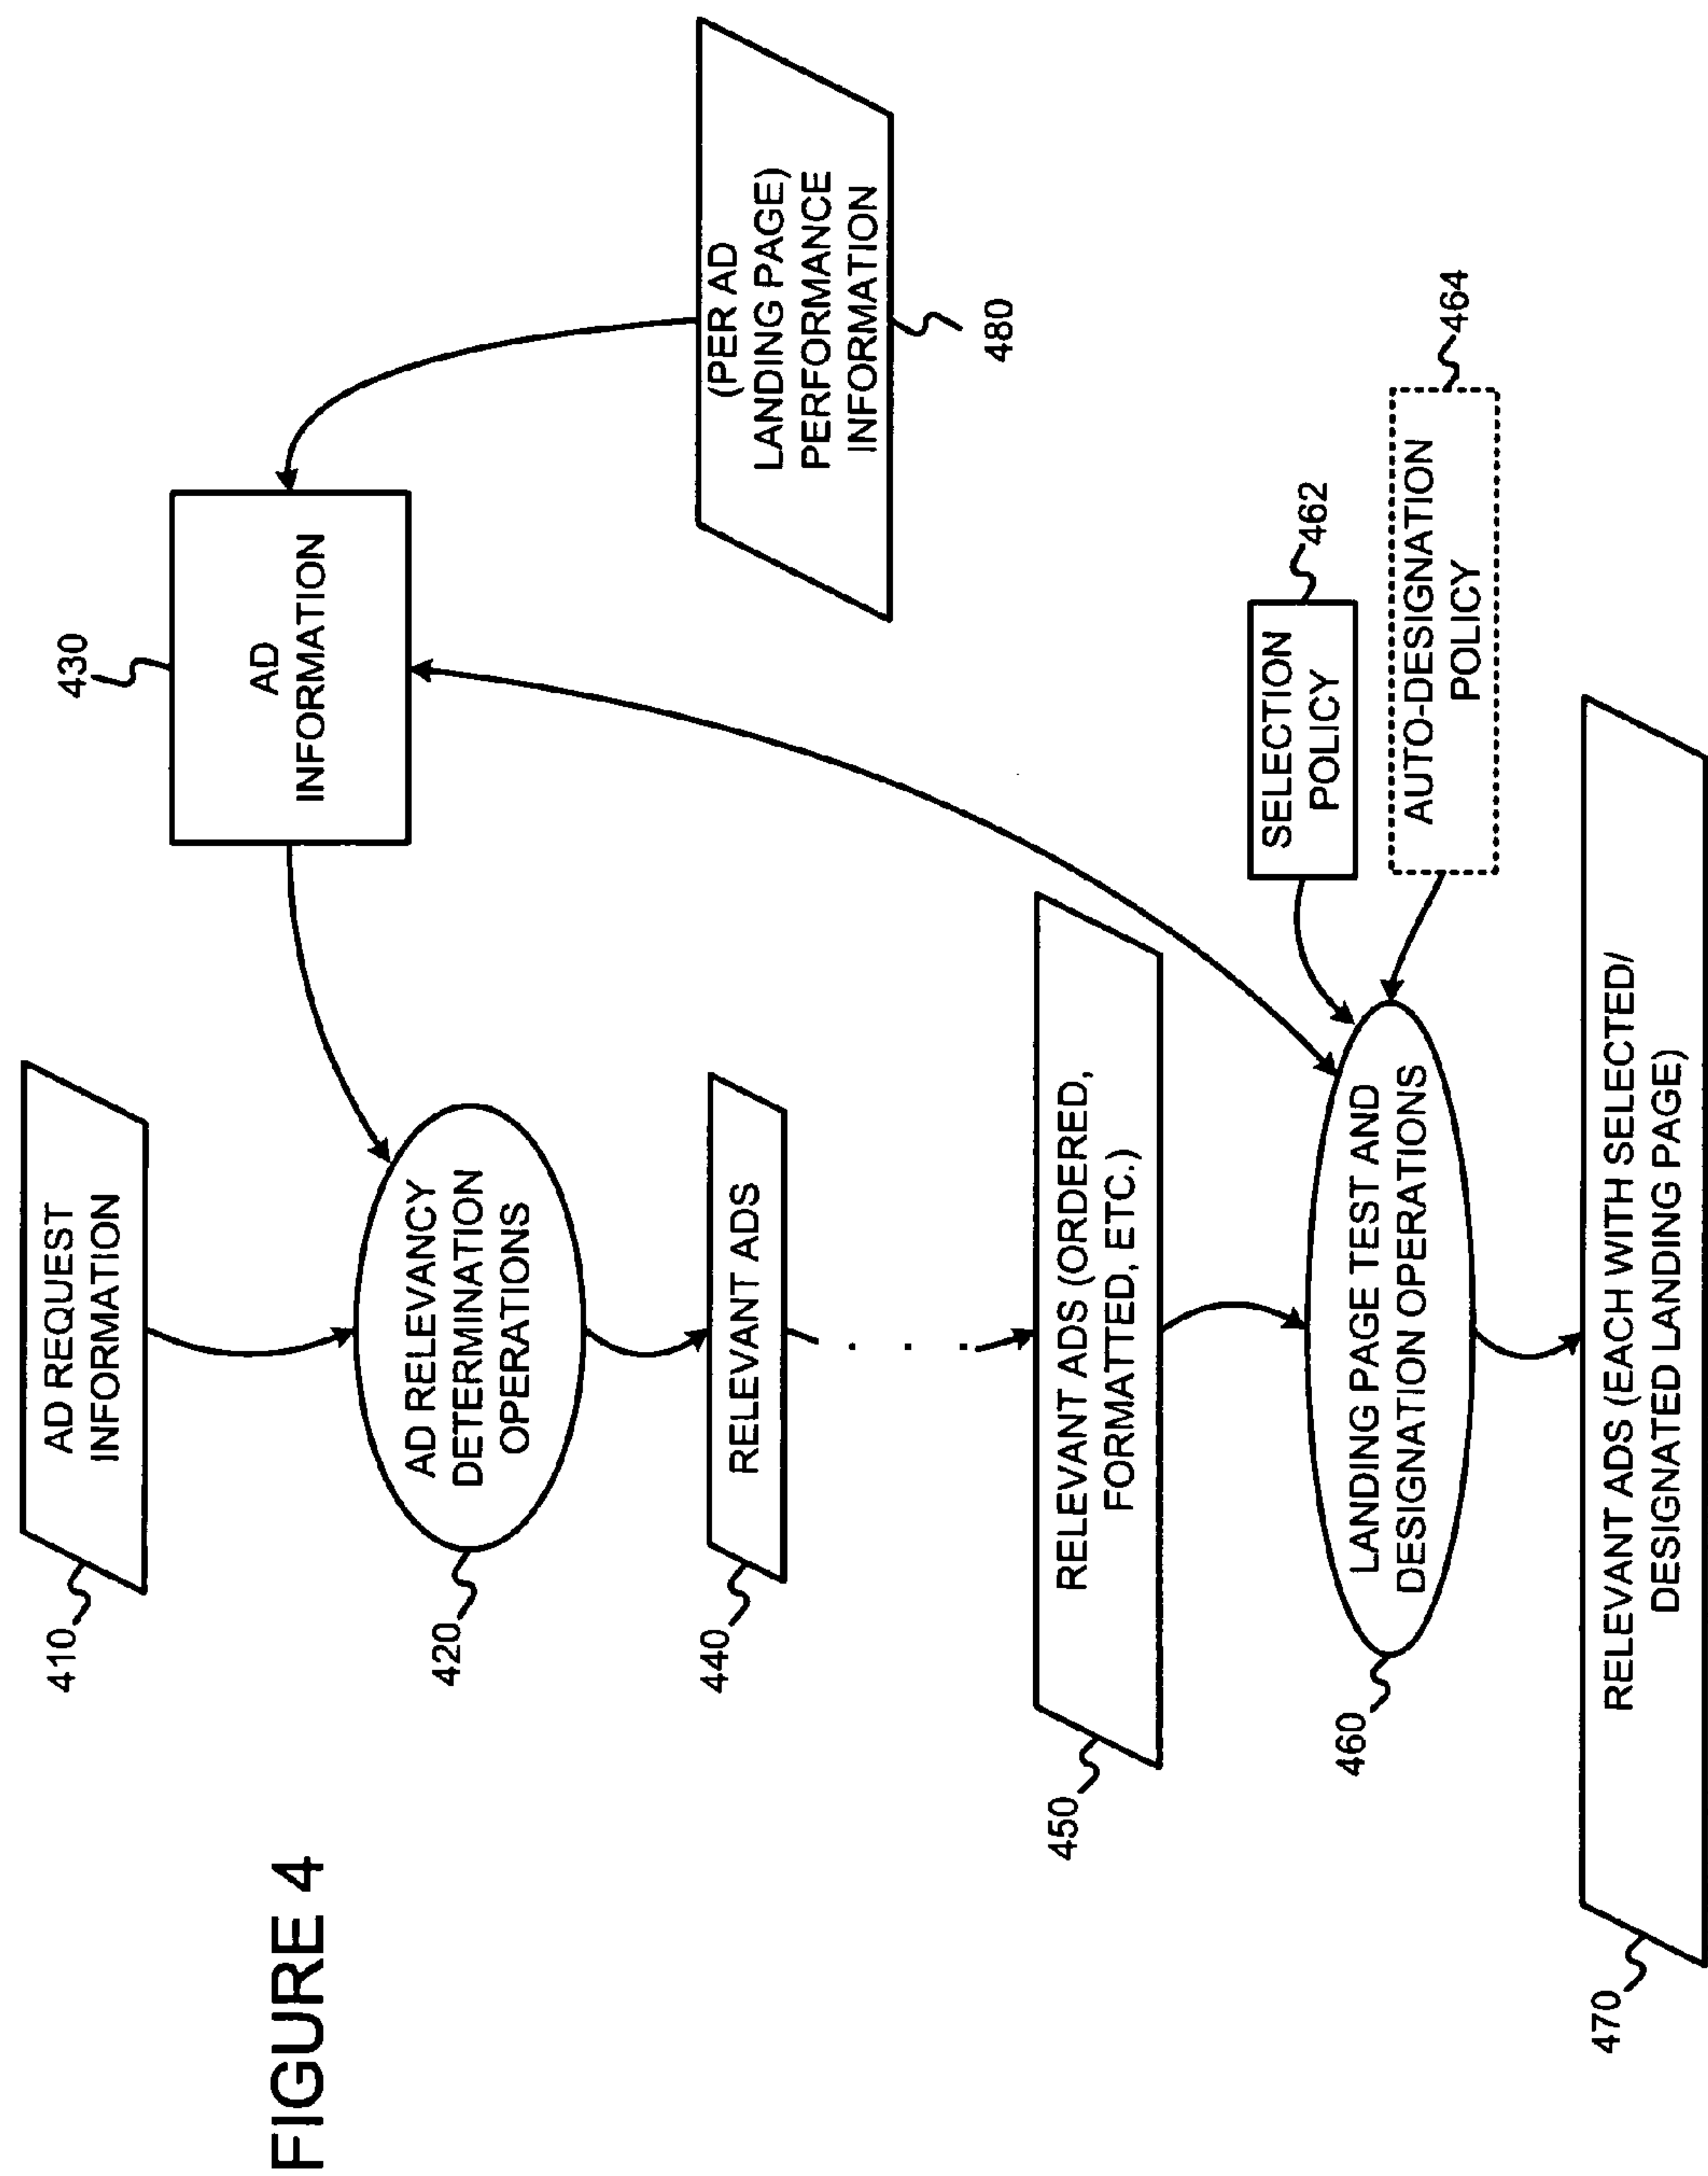 FIGURE 4
410
AD REQUEST
INFORMATION
420
AD RELEVANCY
DETERMINATION
OPERATIONS
430
AD
INFORMATION
440
RELEVANT ADS
. . .
(PER AD
LANDING PAGE)
PERFORMANCE
INFORMATION
480
450
RELEVANT ADS (ORDERED,
FORMATTED, ETC.)
460
LANDING PAGE TEST AND
DESIGNATION OPERATIONS
SELECTION
POLICY
462
AUTO-DESIGNATION
POLICY
464
470
RELEVANT ADS (EACH WITH SELECTED/
DESIGNATED LANDING PAGE)